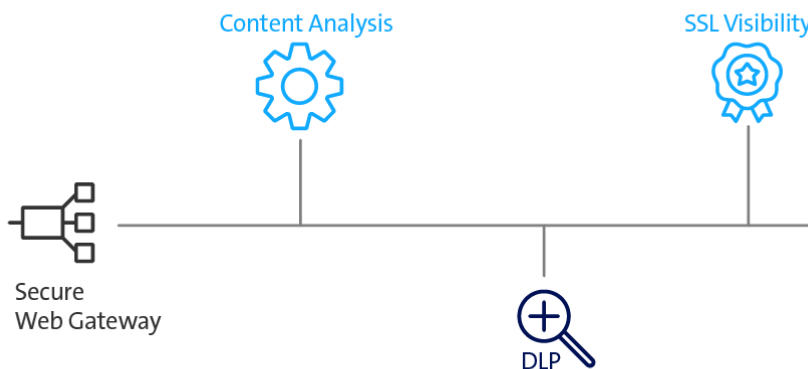 Content Analysis
SSL Visibility
Secure
Web Gateway
DLP